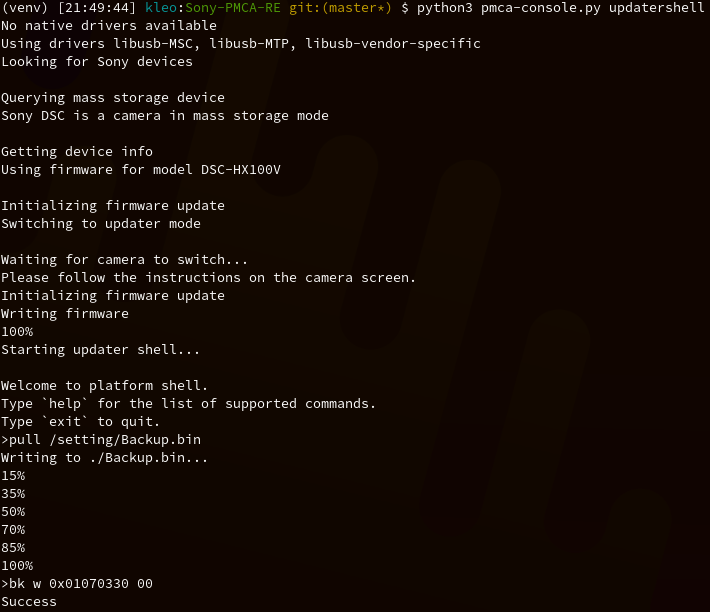 (venv) [21:49:44] kleo:Sony-PMCA-RE git:(master*) $ python3 pmca-console.py updatershell
No native drivers available
Using drivers libusb-MSC, libusb-MTP, libusb-vendor-specific
Looking for Sony devices
Querying mass storage device
Sony DSC is a camera in mass storage mode
Getting device info
Using firmware for model DSC-HX100V
Initializing firmware update
Switching to updater mode
Waiting for camera to switch...
Please follow the instructions on the camera screen.
Initializing firmware update
Writing firmware
100%
Starting updater shell...
Welcome to platform shell.
Type `help` for the list of supported commands.
Type `exit` to quit.
>pull /setting/Backup.bin
Writing to ./Backup.bin...
15%
35%
50%
70%
85%
100%
>bk w 0x01070330 00
Success